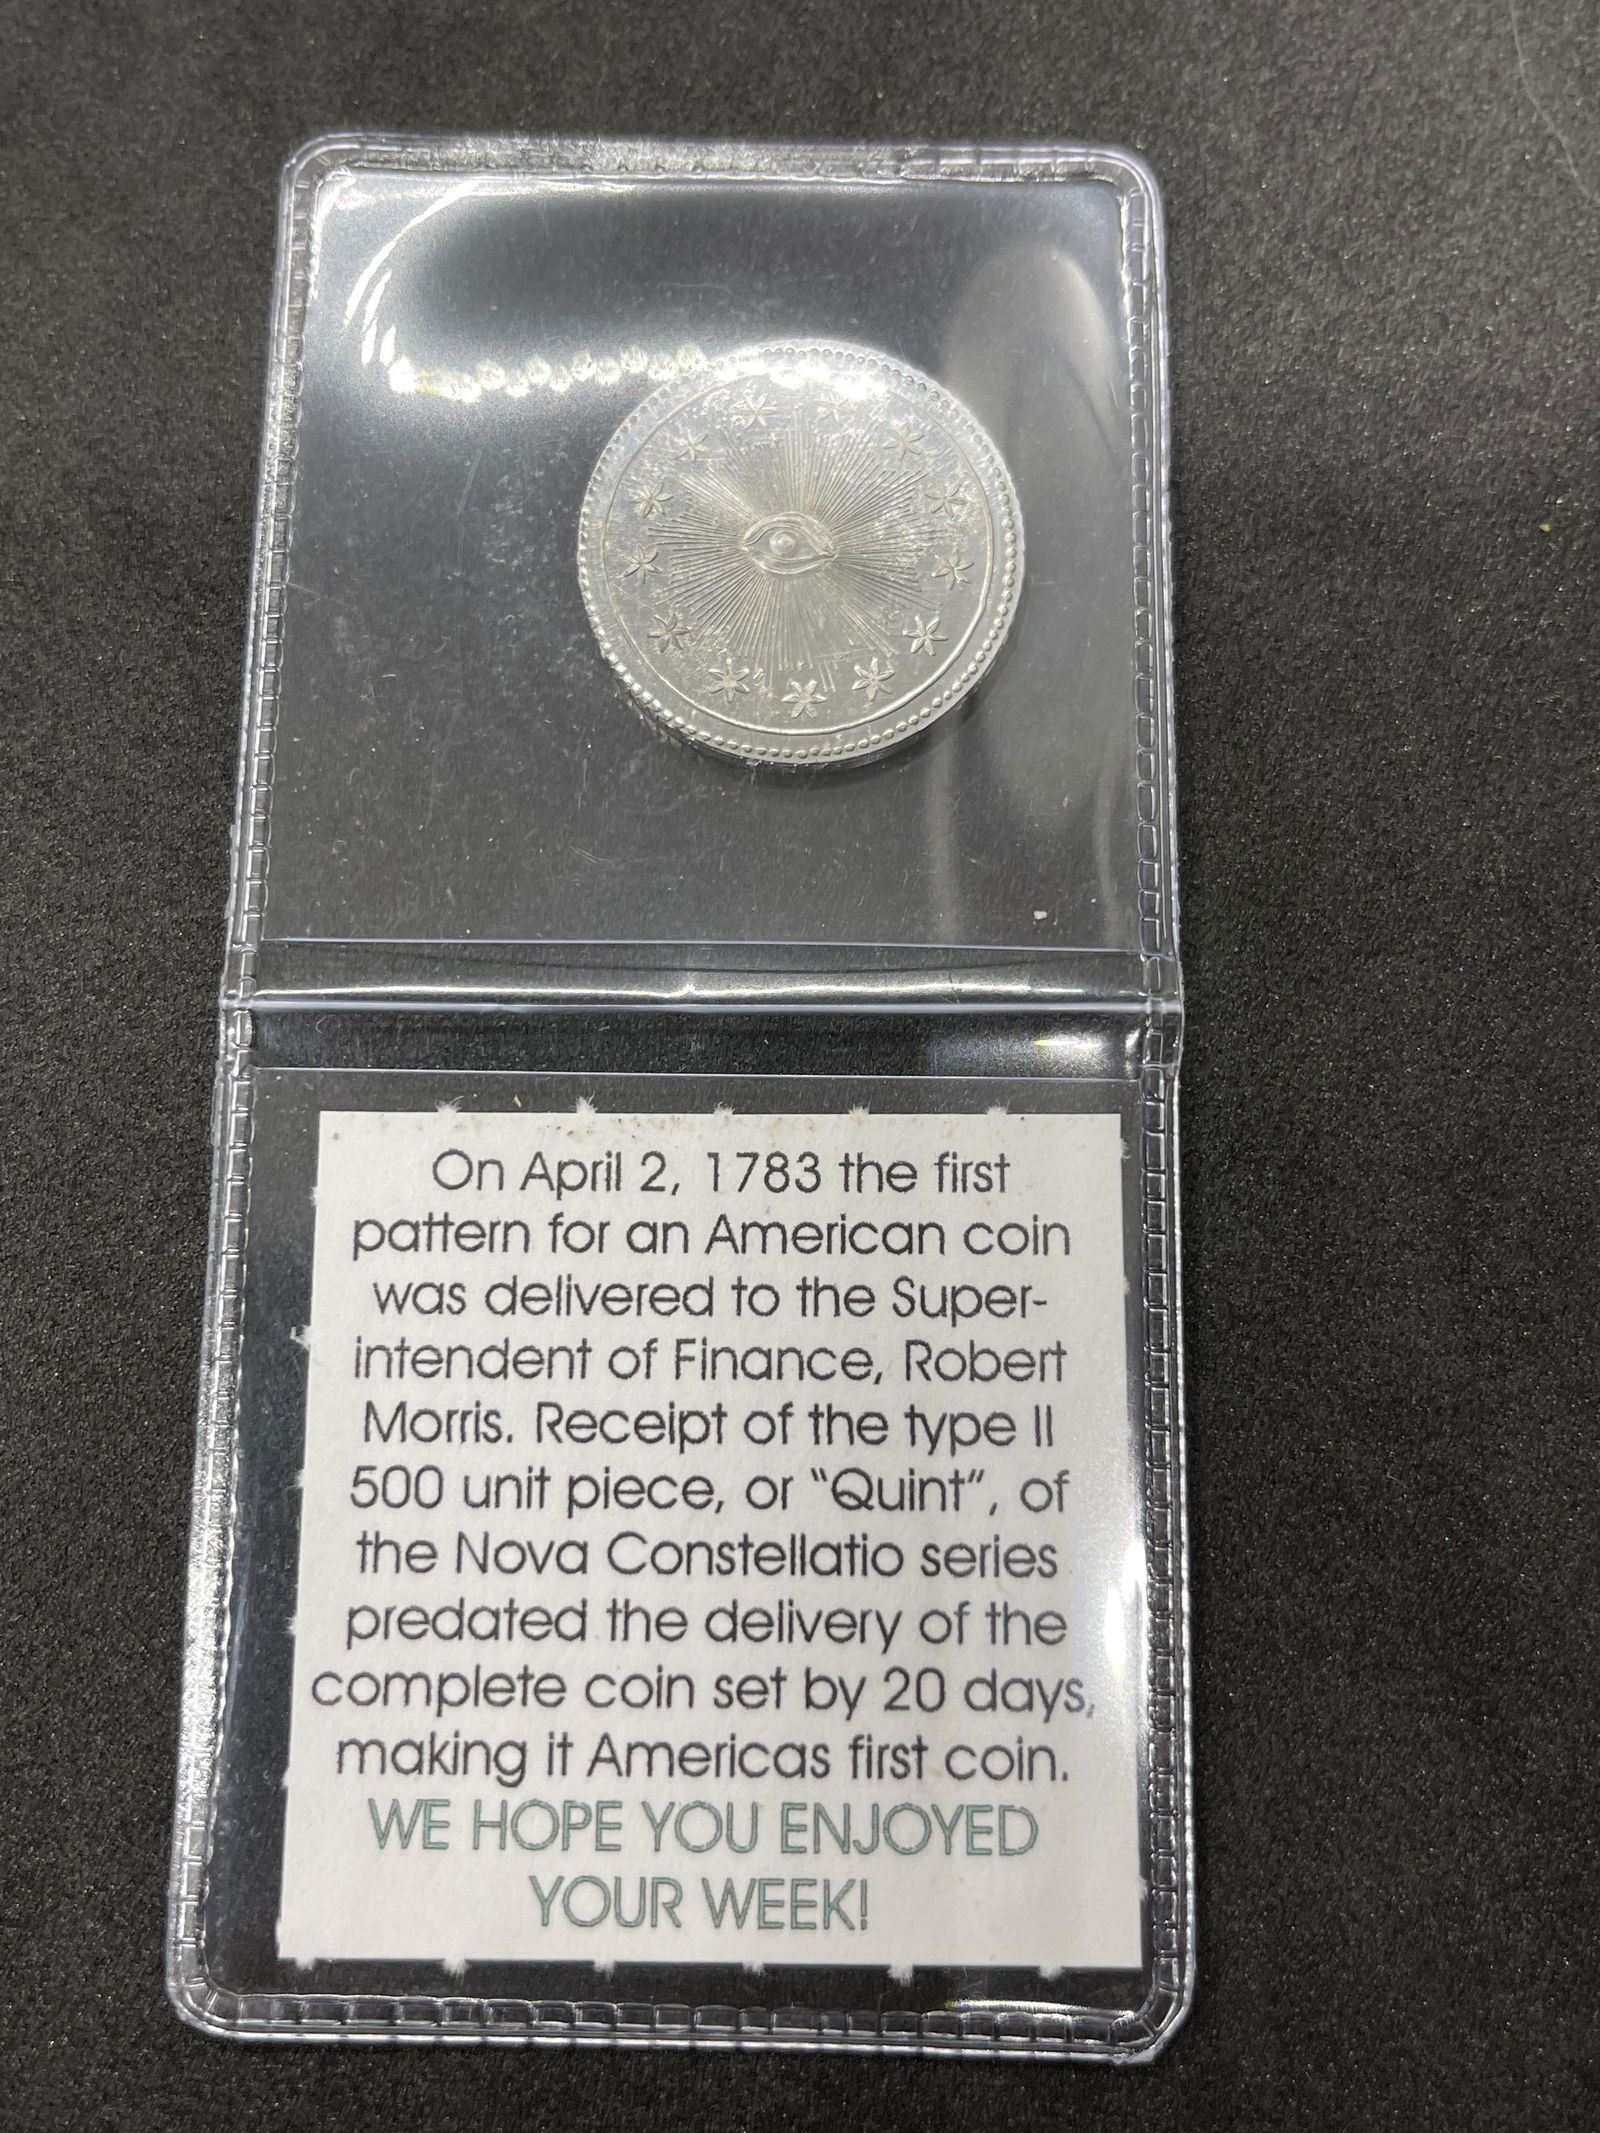 On April 2, 1783 the first
pattern for an American coin
was delivered to the Super-
intendent of Finance, Robert
Morris. Receipt of the type II
500 unit piece, or “Quint”, of
the Nova Constellatio series
predated the delivery of the
complete coin set by 20 days,
making it Americas first coin.
WE HOPE YOU ENJOYED
YOUR WEEK!